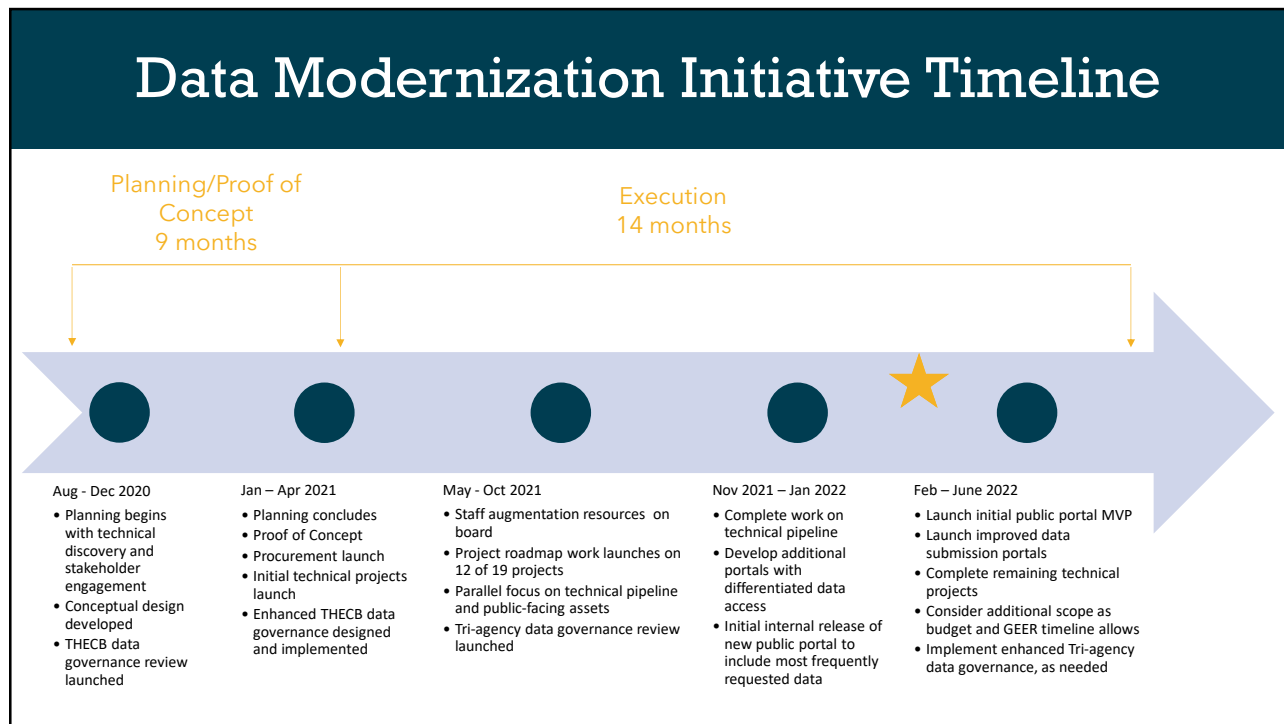 Data Modernization Initiative Timeline
Planning/Proof of
Concept
9 months
Execution
14 months
Aug - Dec 2020
• Planning begins
with technical
discovery and
stakeholder
engagement
• Conceptual design
developed
• THECB data
governance review
launched
Jan – Apr 2021
• Planning concludes
• Proof of Concept
• Procurement launch
• Initial technical projects
launch
• Enhanced THECB data
governance designed
and implemented
May - Oct 2021
• Staff augmentation resources on
board
• Project roadmap work launches on
12 of 19 projects
• Parallel focus on technical pipeline
and public-facing assets
• Tri-agency data governance review
launched
Nov 2021 – Jan 2022
• Complete work on
technical pipeline
• Develop additional
portals with
differentiated data
access
• Initial internal release of
new public portal to
include most frequently
requested data
Feb – June 2022
• Launch initial public portal MVP
• Launch improved data
submission portals
• Complete remaining technical
projects
• Consider additional scope as
budget and GEER timeline allows
• Implement enhanced Tri-agency
data governance, as needed